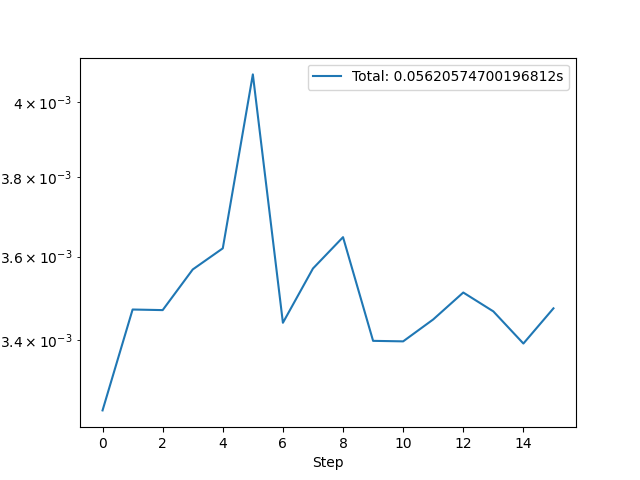 Total: 0.05620574700196812s
4 × 10⁻³
3.8 × 10⁻³
3.6 × 10⁻³
3.4 × 10⁻³
0 2 4 6 8 10 12 14
Step